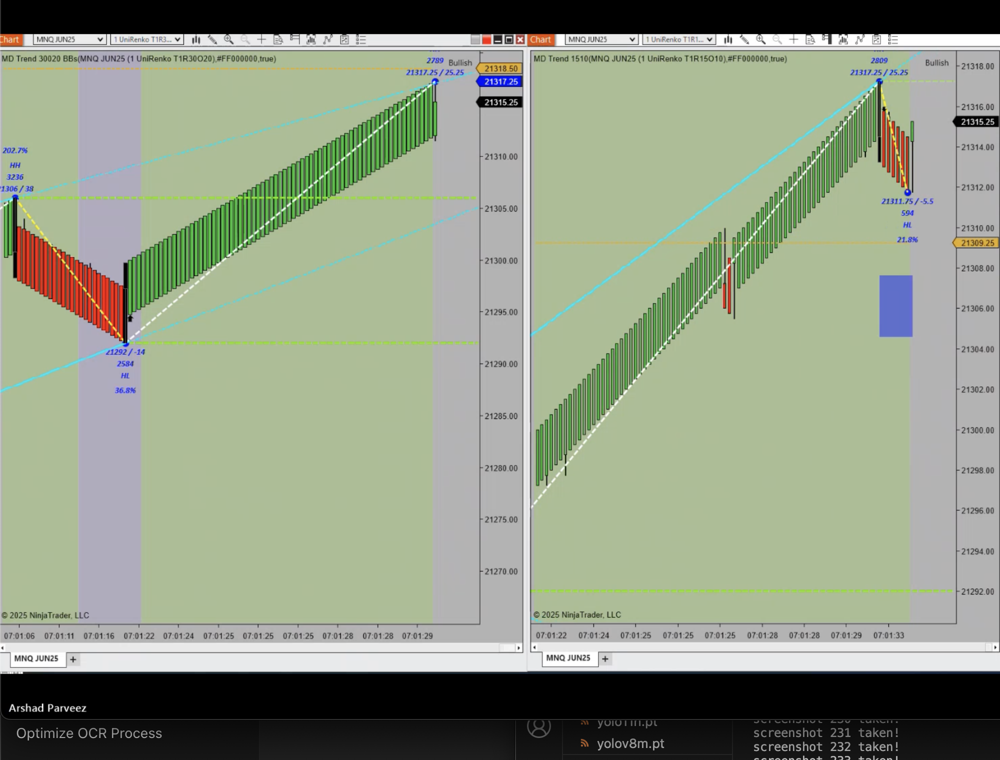 Chart
MNQ JUN25
1 UniRenko T1R3...
MD Trend 30020 BBs(MNQ JUN25 (1 UniRenko T1R30O20),#FF000000,true)
2789
Bullish
21317.25 / 25.25
21318.50
21317.25
21315.25
202.7%
HH
3236
21306 / 38
21310.00
21305.00
21300.00
21295.00
21290.00
21285.00
21280.00
21275.00
21270.00
21292 / -14
2584
HL
36.8%
© 2025 NinjaTrader, LLC
07:01:06
07:01:11
07:01:16
07:01:22
07:01:24
07:01:25
07:01:25
07:01:28
07:01:28
07:01:29
MNQ JUN25
+
Chart
MNQ JUN25
1 UniRenko T1R1...
MD Trend 1510(MNQ JUN25 (1 UniRenko T1R15O10),#FF000000,true)
2809
Bullish
21317.25 / 25.25
21318.00
21316.00
21315.25
21314.00
21312.00
21310.00
21309.25
21308.00
21306.00
21304.00
21302.00
21300.00
21298.00
21296.00
21294.00
21292.00
21311.75 / -5.5
594
HL
21.8%
© 2025 NinjaTrader, LLC
07:01:22
07:01:24
07:01:25
07:01:25
07:01:25
07:01:28
07:01:28
07:01:29
07:01:33
MNQ JUN25
+
Arshad Parveez
Optimize OCR Process
yolo11n.pt
yolov8m.pt
screenshot 230 taken!
screenshot 231 taken!
screenshot 232 taken!
screenshot 233 taken!